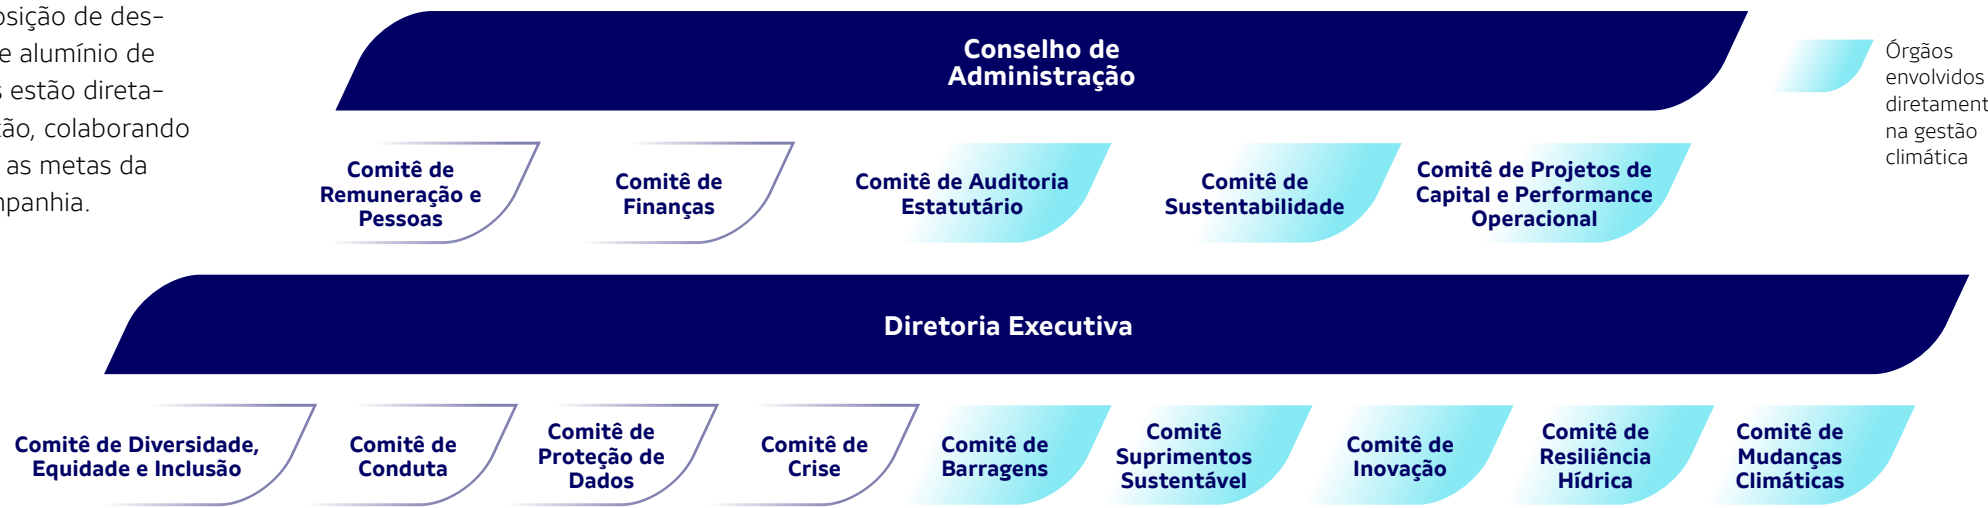 osição de des-
e alumínio de
s estão direta-
tão, colaborando
as metas da
mpanhia.
Conselho de
Administração
Órgãos
envolvidos
diretament
na gestão
climática
Comitê de
Remuneração e
Pessoas
Comitê de
Finanças
Comitê de Auditoria
Estatutário
Comitê de
Sustentabilidade
Comitê de Projetos de
Capital e Performance
Operacional
Diretoria Executiva
Comitê de Diversidade,
Equidade e Inclusão
Comitê de
Conduta
Comitê de
Proteção de
Dados
Comitê de
Crise
Comitê de
Barragens
Comitê
Suprimentos
Sustentável
Comitê de
Inovação
Comitê de
Resiliência
Hídrica
Comitê de
Mudanças
Climáticas